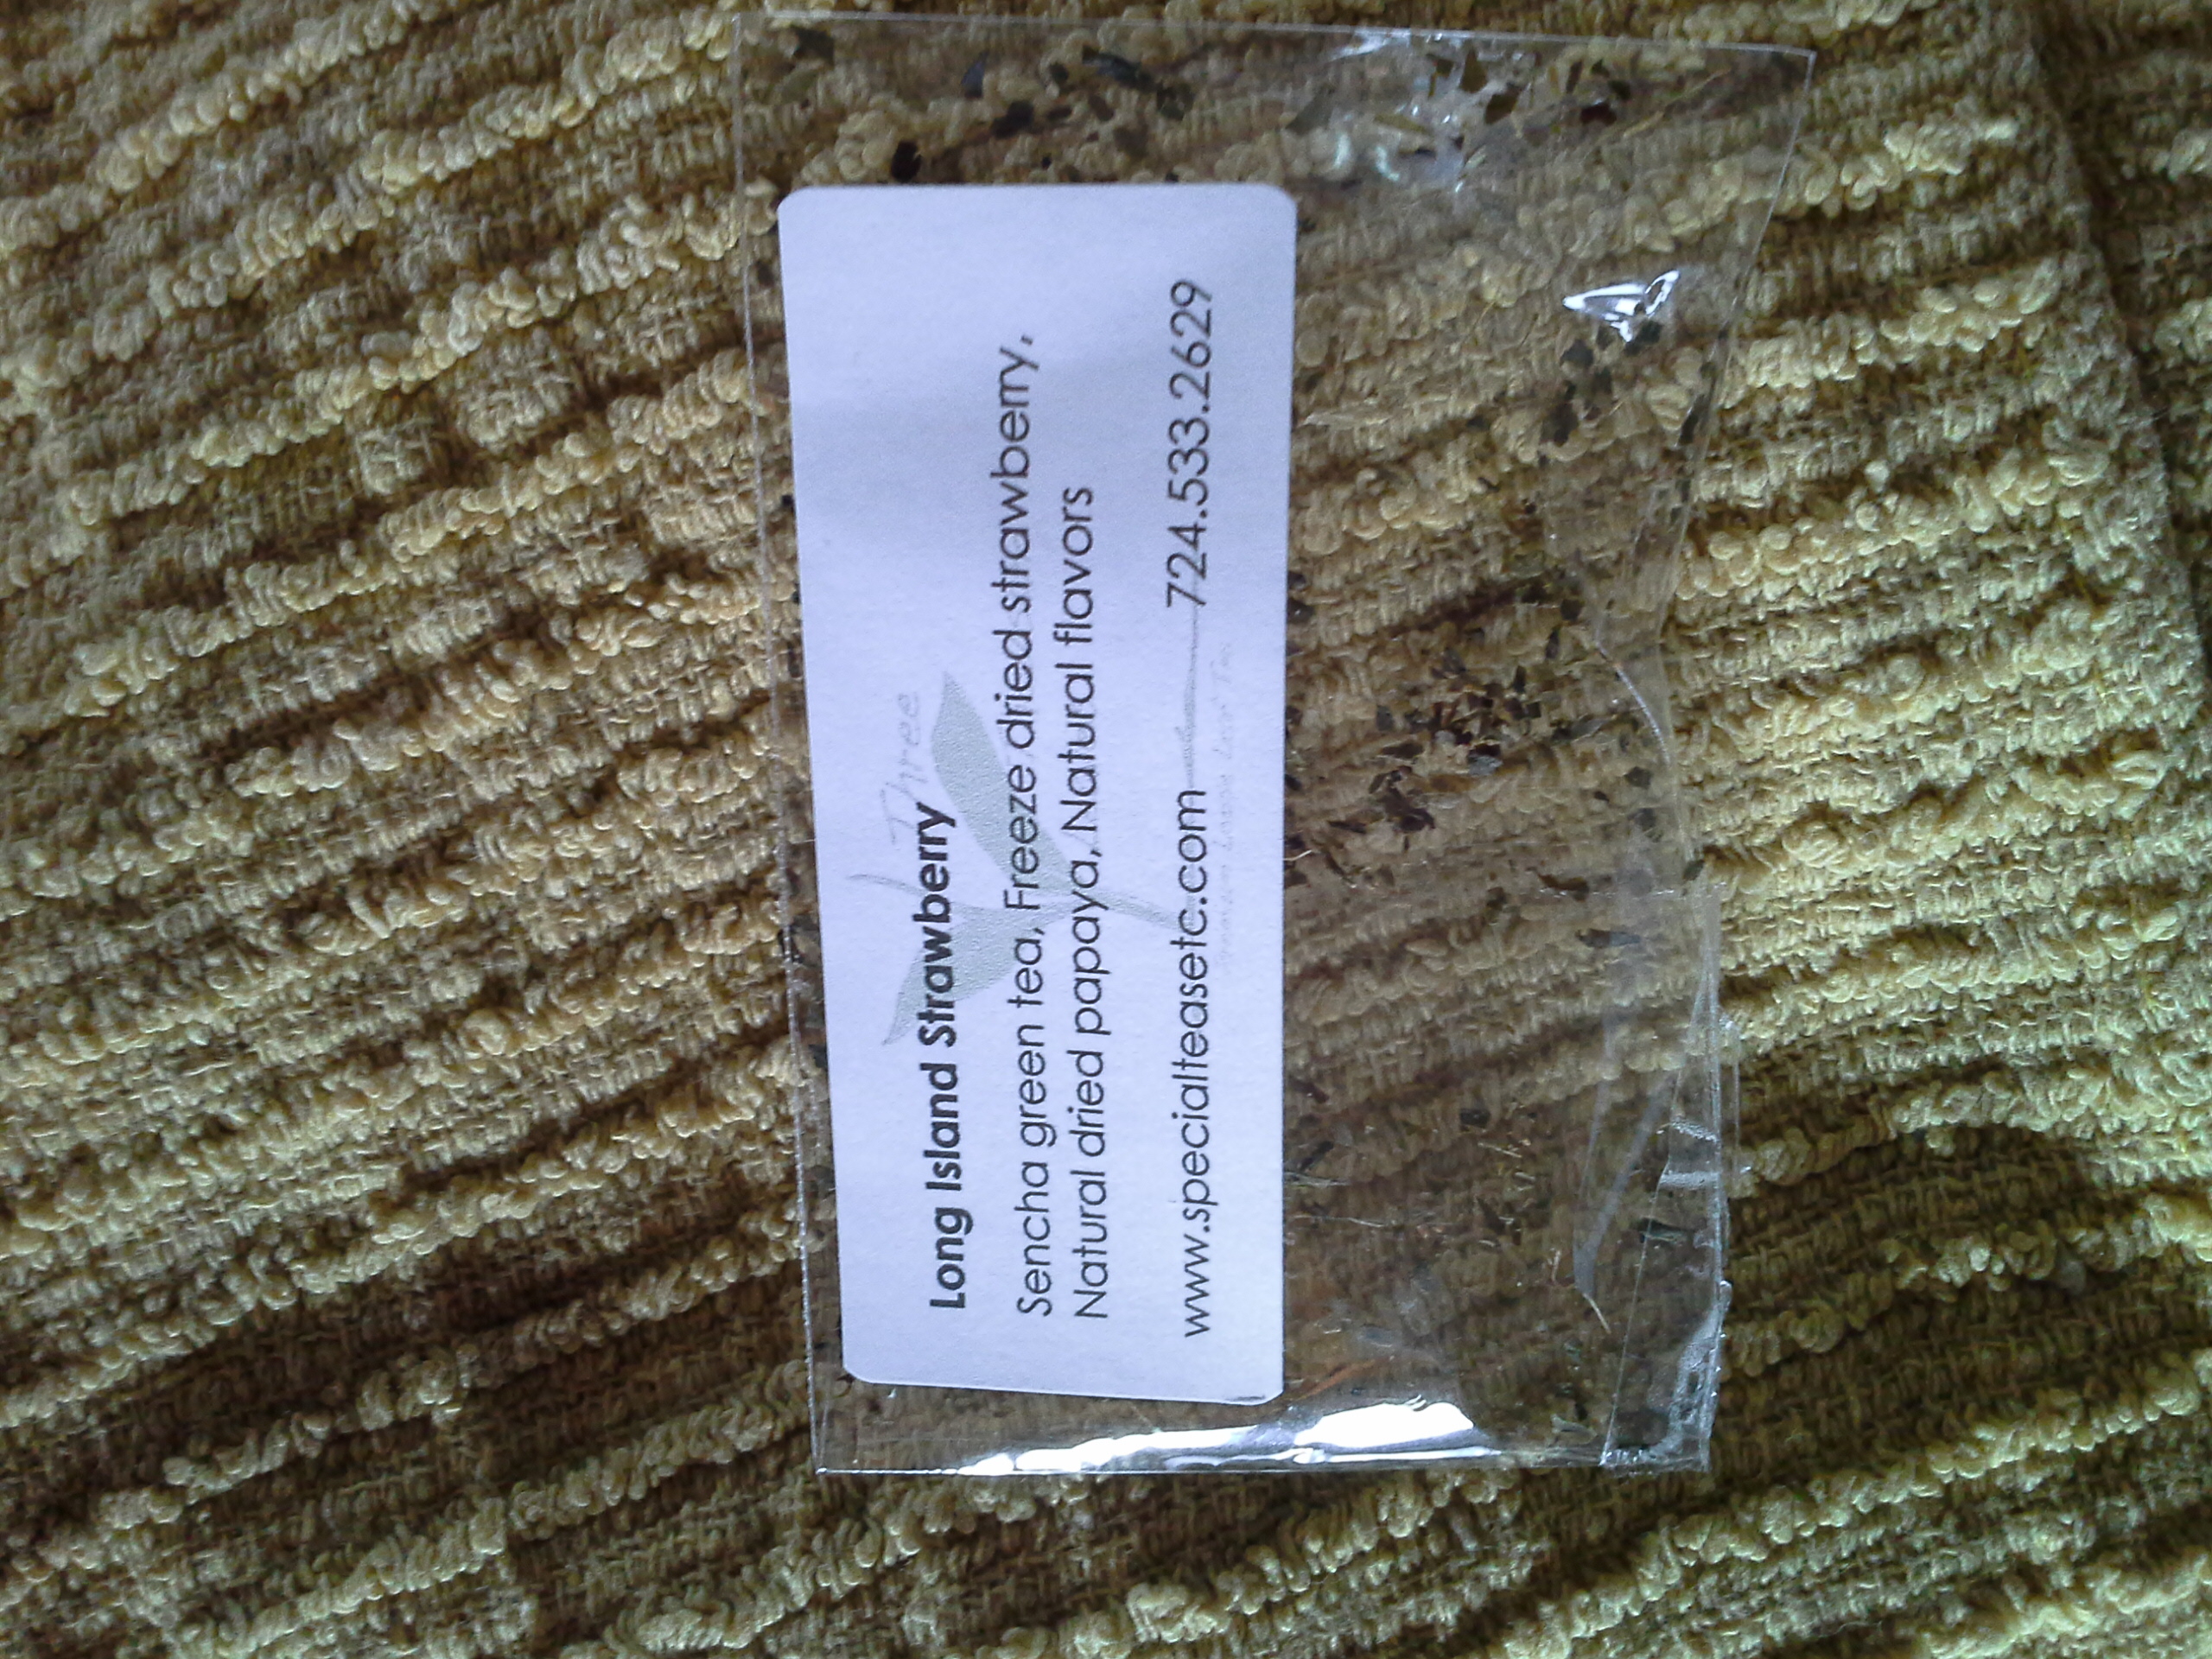 Three
Long Island Strawberry
Sencha green tea, Freeze dried strawberry,
Natural dried papaya, Natural flavors
www.specialteasetc.com 724.533.2629